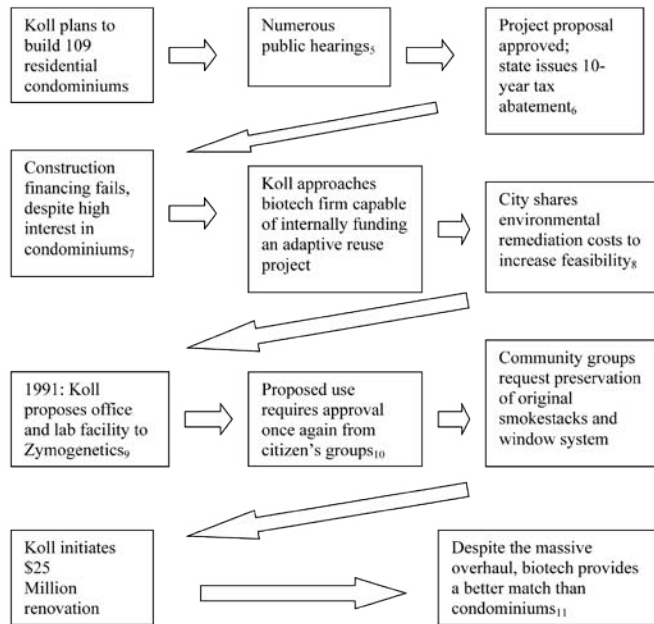 Koll plans to
build 109
residential
condominiums
Numerous
public hearings5
Project proposal
approved;
state issues 10-
year tax
abatement6
Construction
financing fails,
despite high
interest in
condominiums7
Koll approaches
biotech firm capable
of internally funding
an adaptive reuse
project
City shares
environmental
remediation costs to
increase feasibility8
1991: Koll
proposes office
and lab facility to
Zymogenetics9
Proposed use
requires approval
once again from
citizen’s groups10
Community groups
request preservation
of original
smokestacks and
window system
Koll initiates
$25
Million
renovation
Despite the massive
overhaul, biotech provides
a better match than
condominiums11